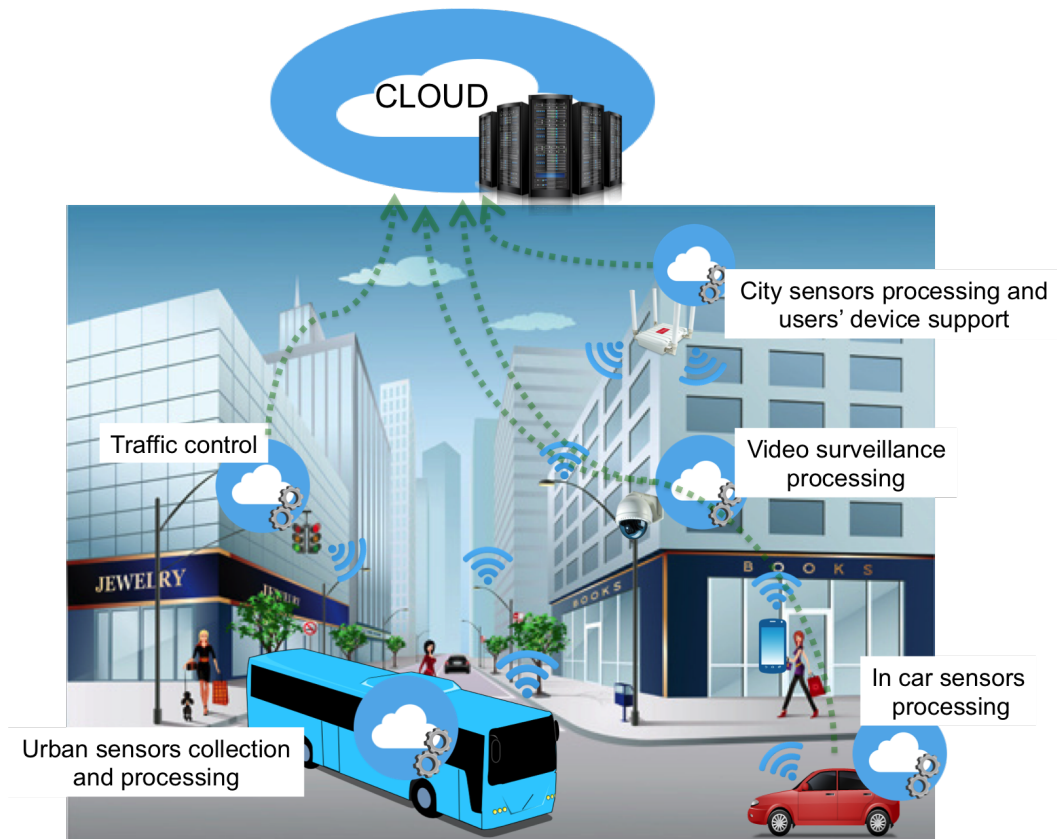 CLOUD
City sensors processing and
users’ device support
Traffic control
Video surveillance
processing
JEWELRY
JEWELRY
BOOKS
BOOKS
In car sensors
processing
Urban sensors collection
and processing